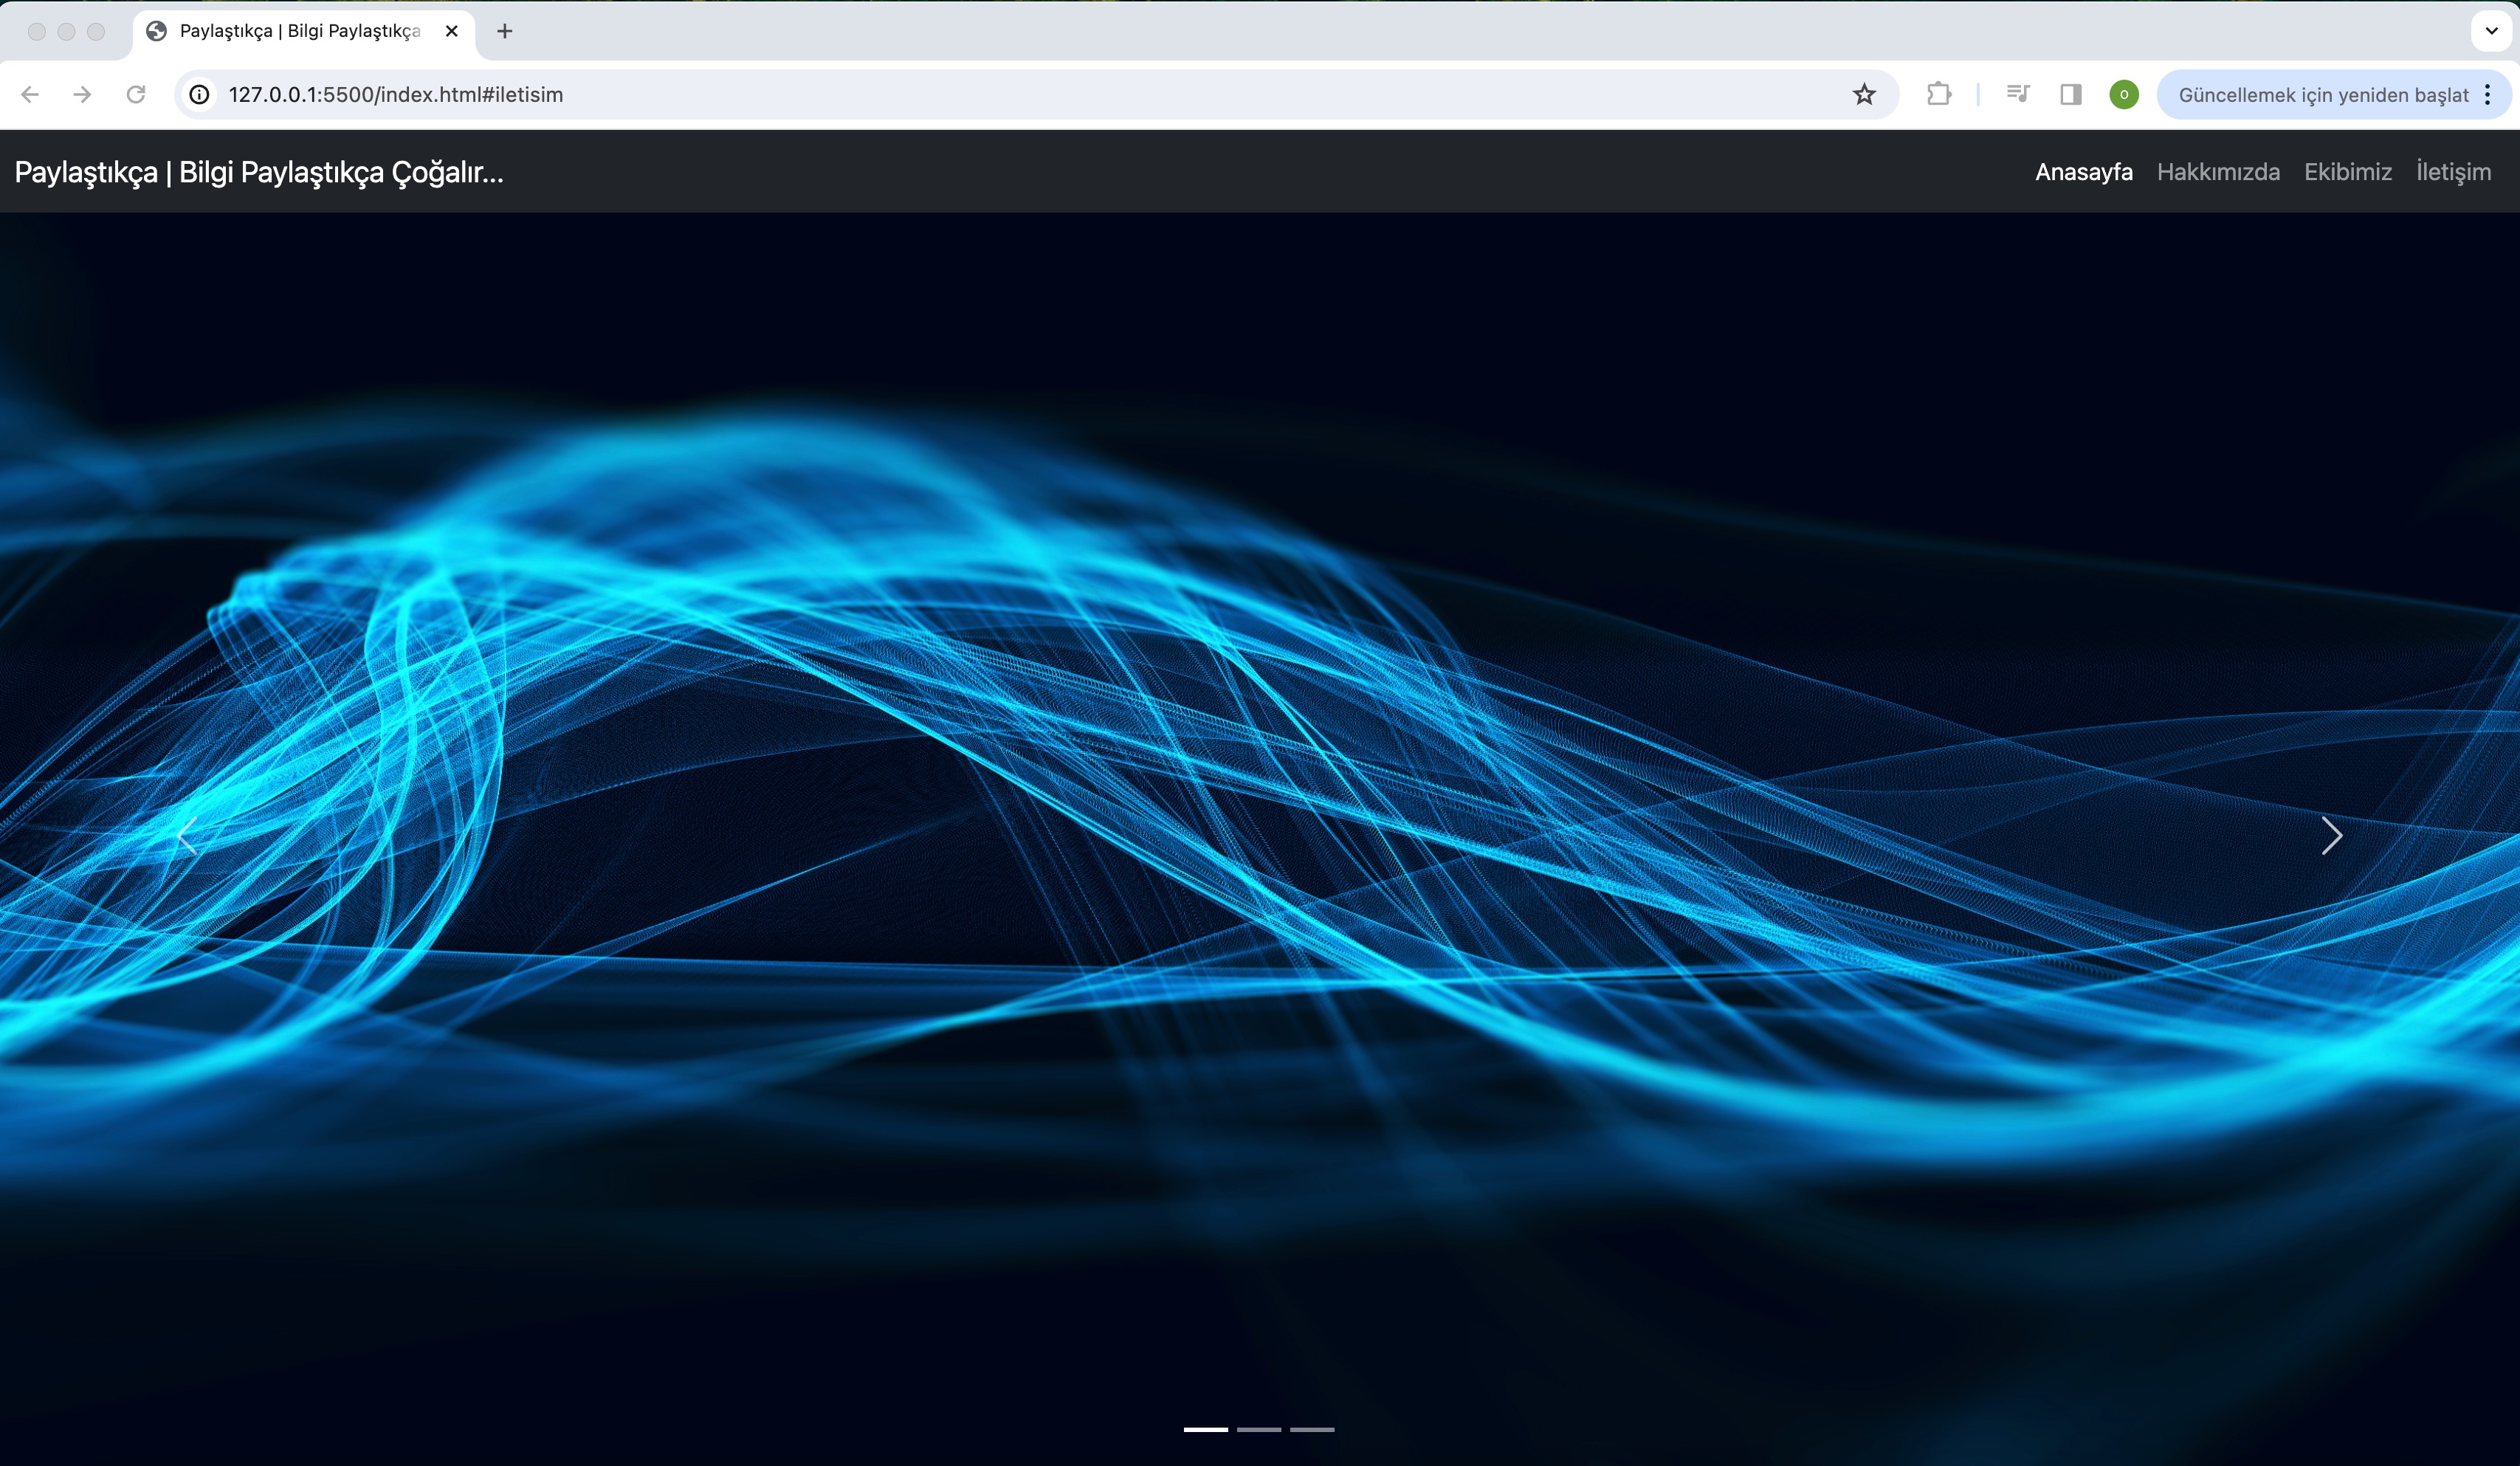 Paylaştıkça | Bilgi Paylaştıkça
127.0.0.1:5500/index.html#iletisim
o
Güncellemek için yeniden başlat
Paylaştıkça | Bilgi Paylaştıkça Çoğalır...
Anasayfa Hakkımızda Ekibimiz İletişim